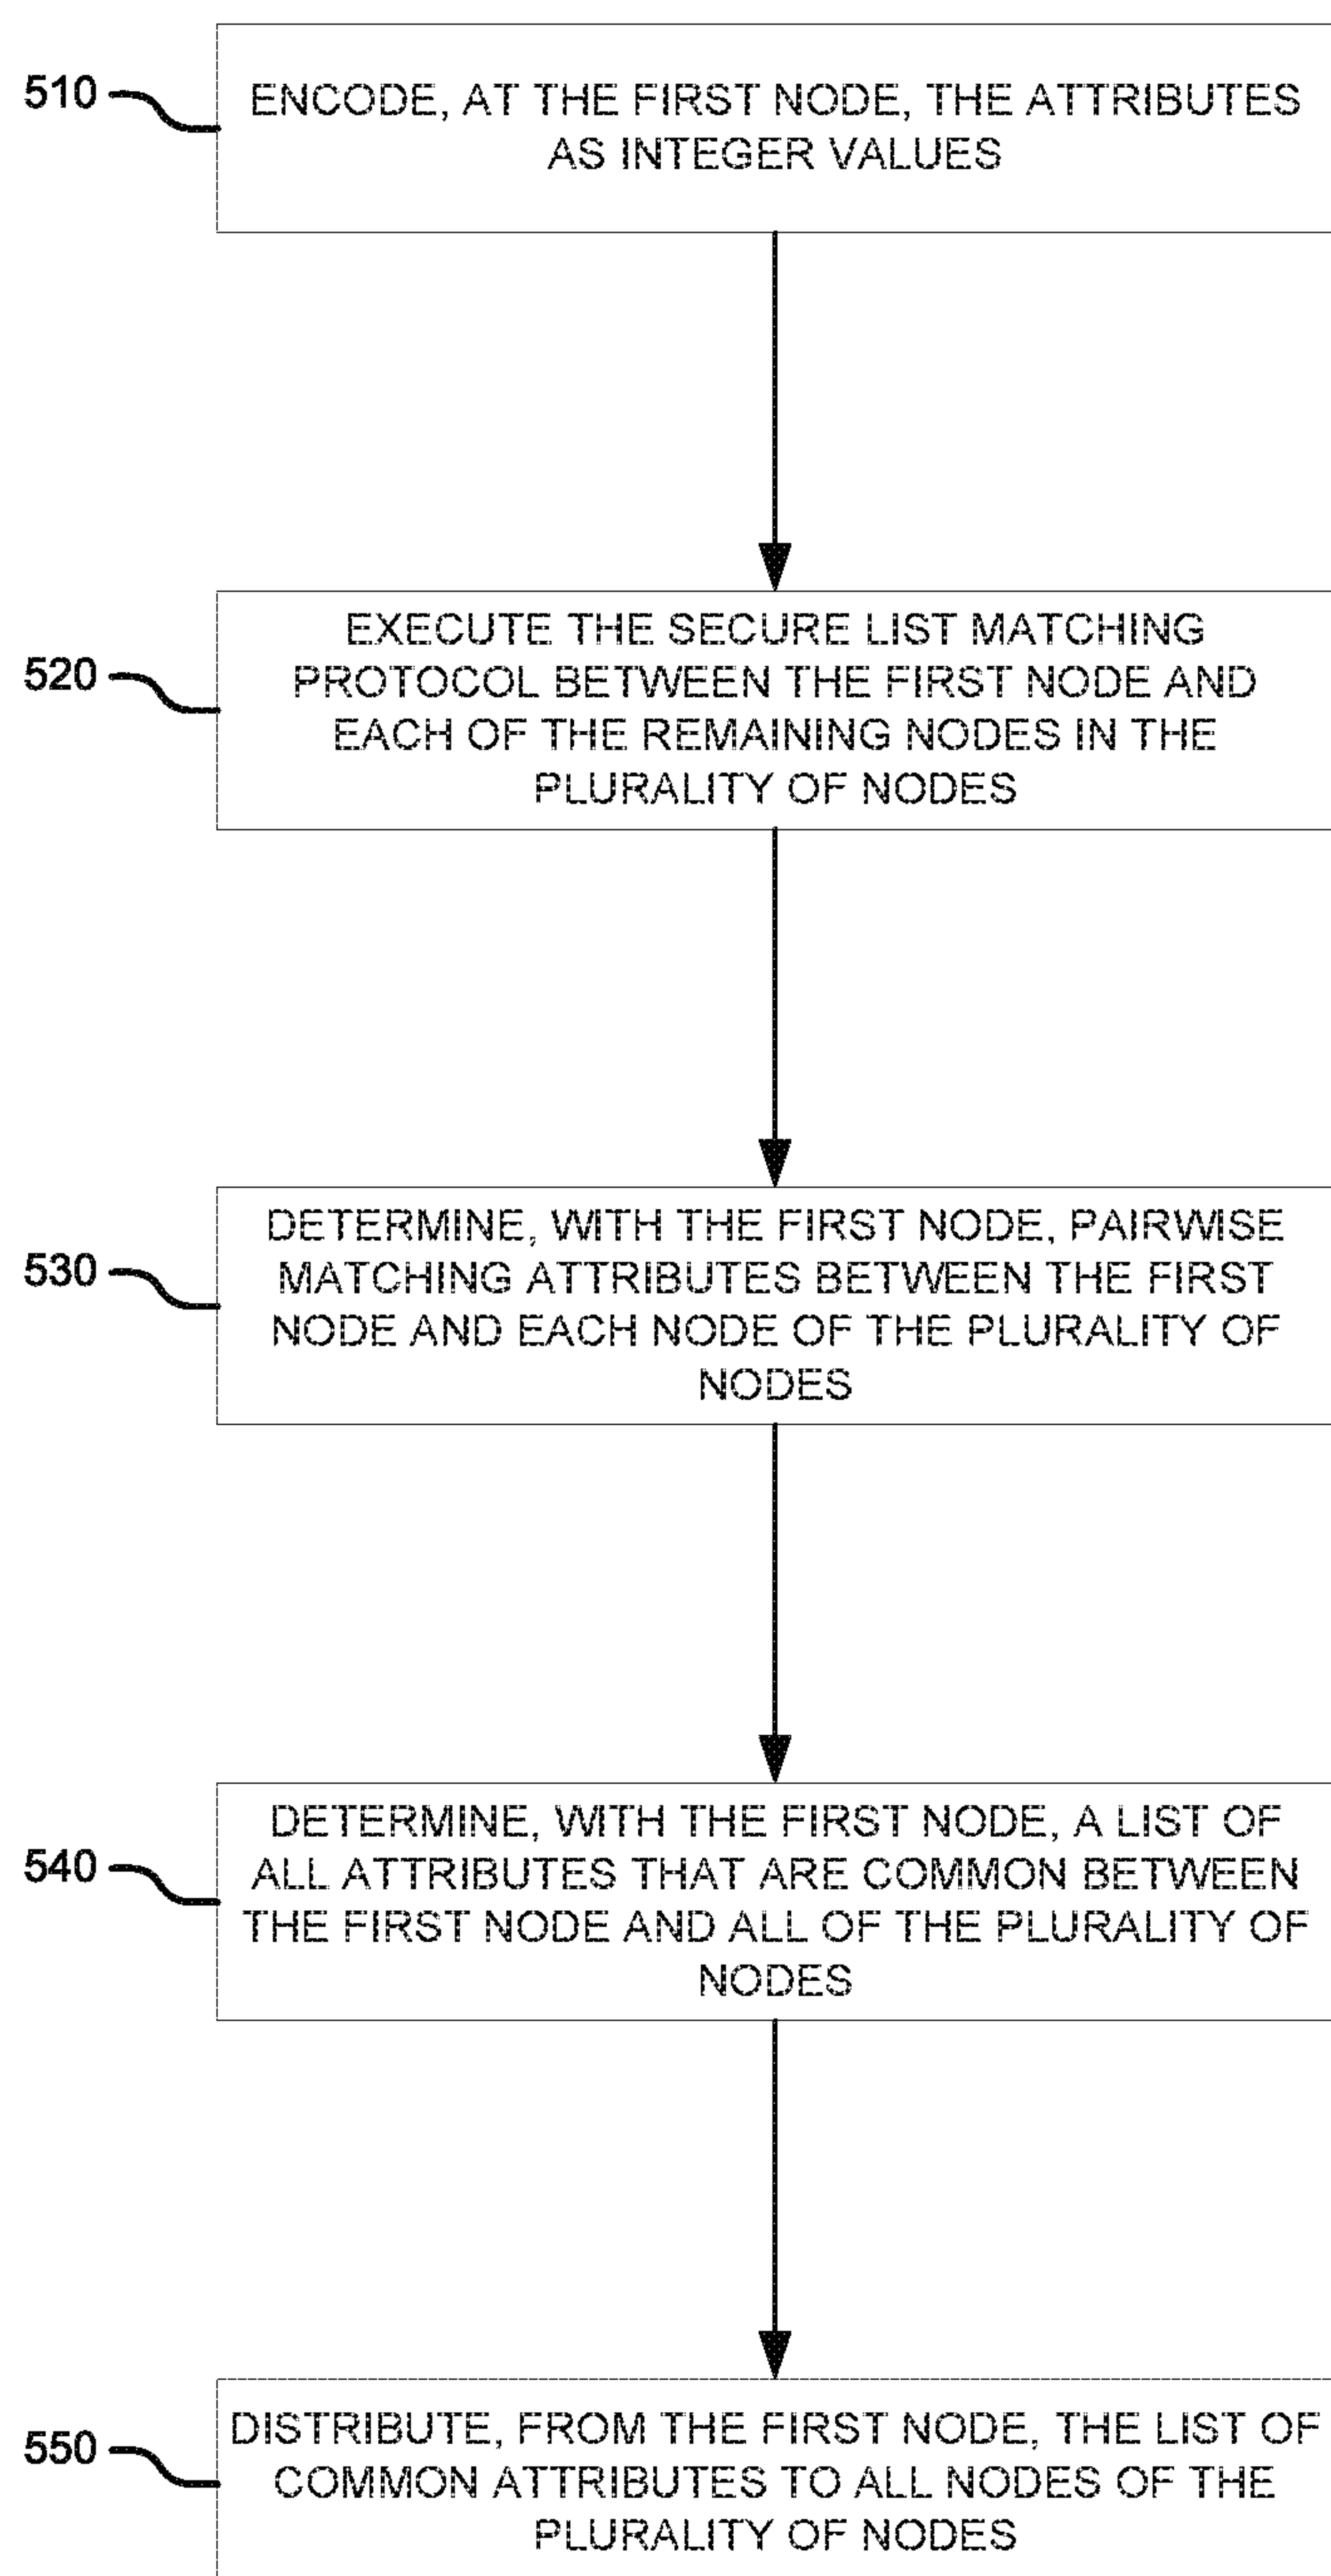 510
ENCODE, AT THE FIRST NODE, THE ATTRIBUTES
AS INTEGER VALUES
520
EXECUTE THE SECURE LIST MATCHING
PROTOCOL BETWEEN THE FIRST NODE AND
EACH OF THE REMAINING NODES IN THE
PLURALITY OF NODES
530
DETERMINE, WITH THE FIRST NODE, PAIRWISE
MATCHING ATTRIBUTES BETWEEN THE FIRST
NODE AND EACH NODE OF THE PLURALITY OF
NODES
540
DETERMINE, WITH THE FIRST NODE, A LIST OF
ALL ATTRIBUTES THAT ARE COMMON BETWEEN
THE FIRST NODE AND ALL OF THE PLURALITY OF
NODES
550
DISTRIBUTE, FROM THE FIRST NODE, THE LIST OF
COMMON ATTRIBUTES TO ALL NODES OF THE
PLURALITY OF NODES